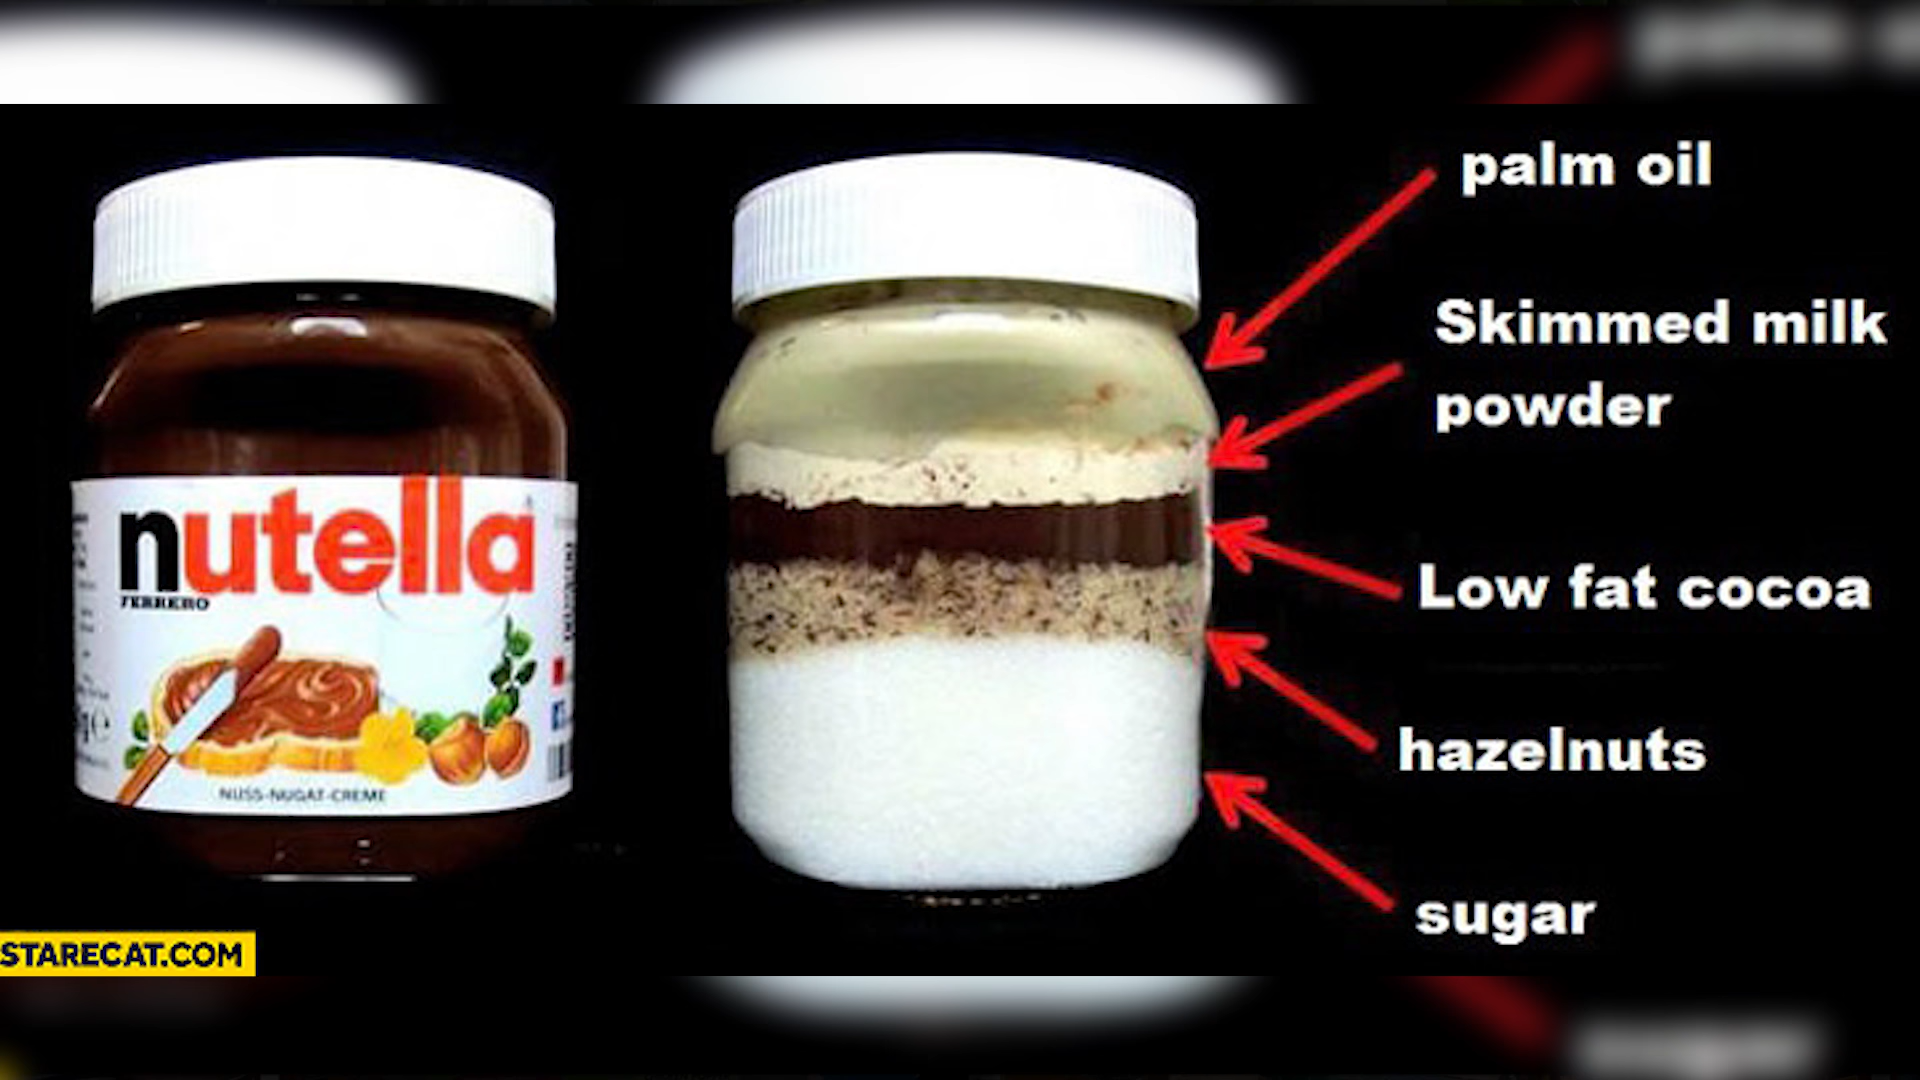 palm oil
Skimmed milk
powder
nutella
FERRERO
Low fat cocoa
hazelnuts
NUSS-NUGAT-CREME
sugar
STARECAT.COM